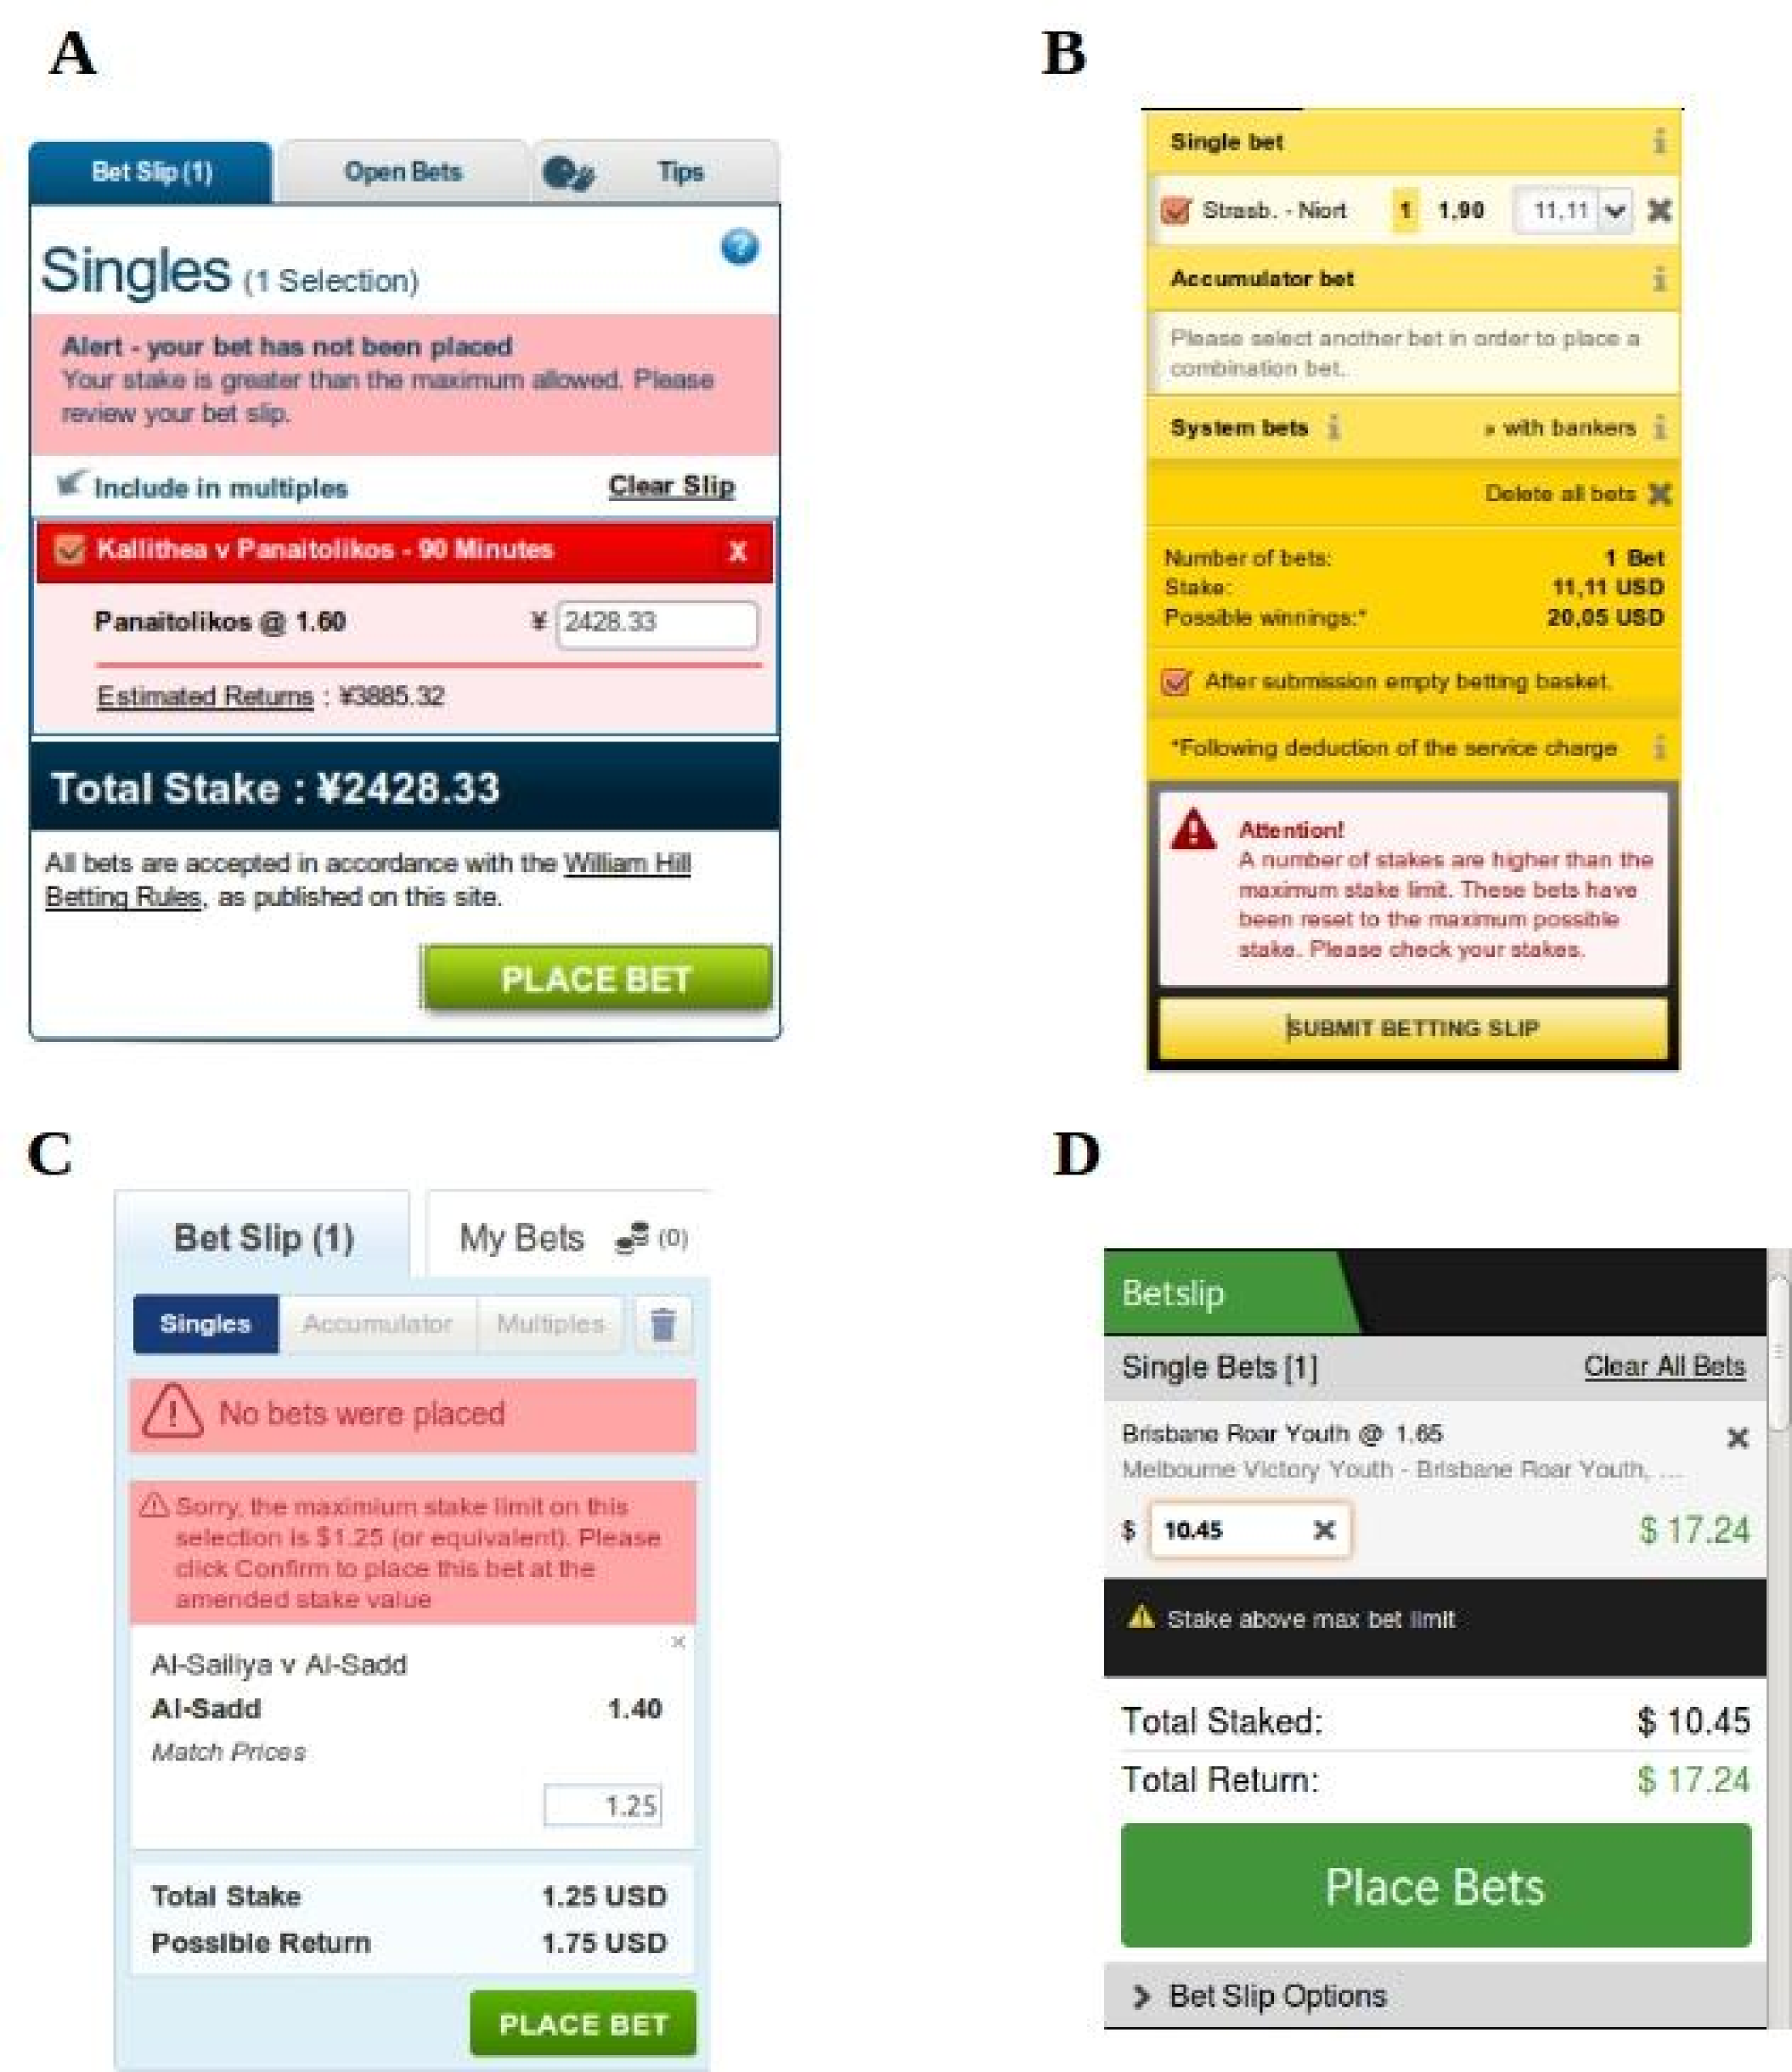 A
Bet Slip (1) Open Bets Tips
Singles (1 Selection) ?
Alert - your bet has not been placed
Your stake is greater than the maximum allowed. Please
review your bet slip.
Include in multiples Clear Slip
Kallithea v Panaitolikos - 90 Minutes X
Panaitolikos @ 1.60 ¥ 2428.33
Estimated Returns : ¥3885.32
Total Stake : ¥2428.33
All bets are accepted in accordance with the William Hill
Betting Rules, as published on this site.
PLACE BET
B
Single bet i
Strasb. - Niort 1 1,90 11,11
Accumulator bet i
Please select another bet in order to place a
combination bet.
System bets i » with bankers i
Delete all bets
Number of bets: 1 Bet
Stake: 11,11 USD
Possible winnings:* 20,05 USD
After submission empty betting basket.
*Following deduction of the service charge i
Attention!
A number of stakes are higher than the
maximum stake limit. These bets have
been reset to the maximum possible
stake. Please check your stakes.
SUBMIT BETTING SLIP
C
Bet Slip (1) My Bets (0)
Singles Accumulator Multiples
No bets were placed
Sorry, the maximium stake limit on this
selection is $1.25 (or equivalent). Please
click Confirm to place this bet at the
amended stake value
Al-Sailiya v Al-Sadd
Al-Sadd 1.40
Match Prices
1.25
Total Stake 1.25 USD
Possible Return 1.75 USD
PLACE BET
D
Betslip
Single Bets [1] Clear All Bets
Brisbane Roar Youth @ 1.65
Melbourne Victory Youth - Brisbane Roar Youth, ...
$ 10.45 $ 17.24
Stake above max bet limit
Total Staked: $ 10.45
Total Return: $ 17.24
Place Bets
Bet Slip Options